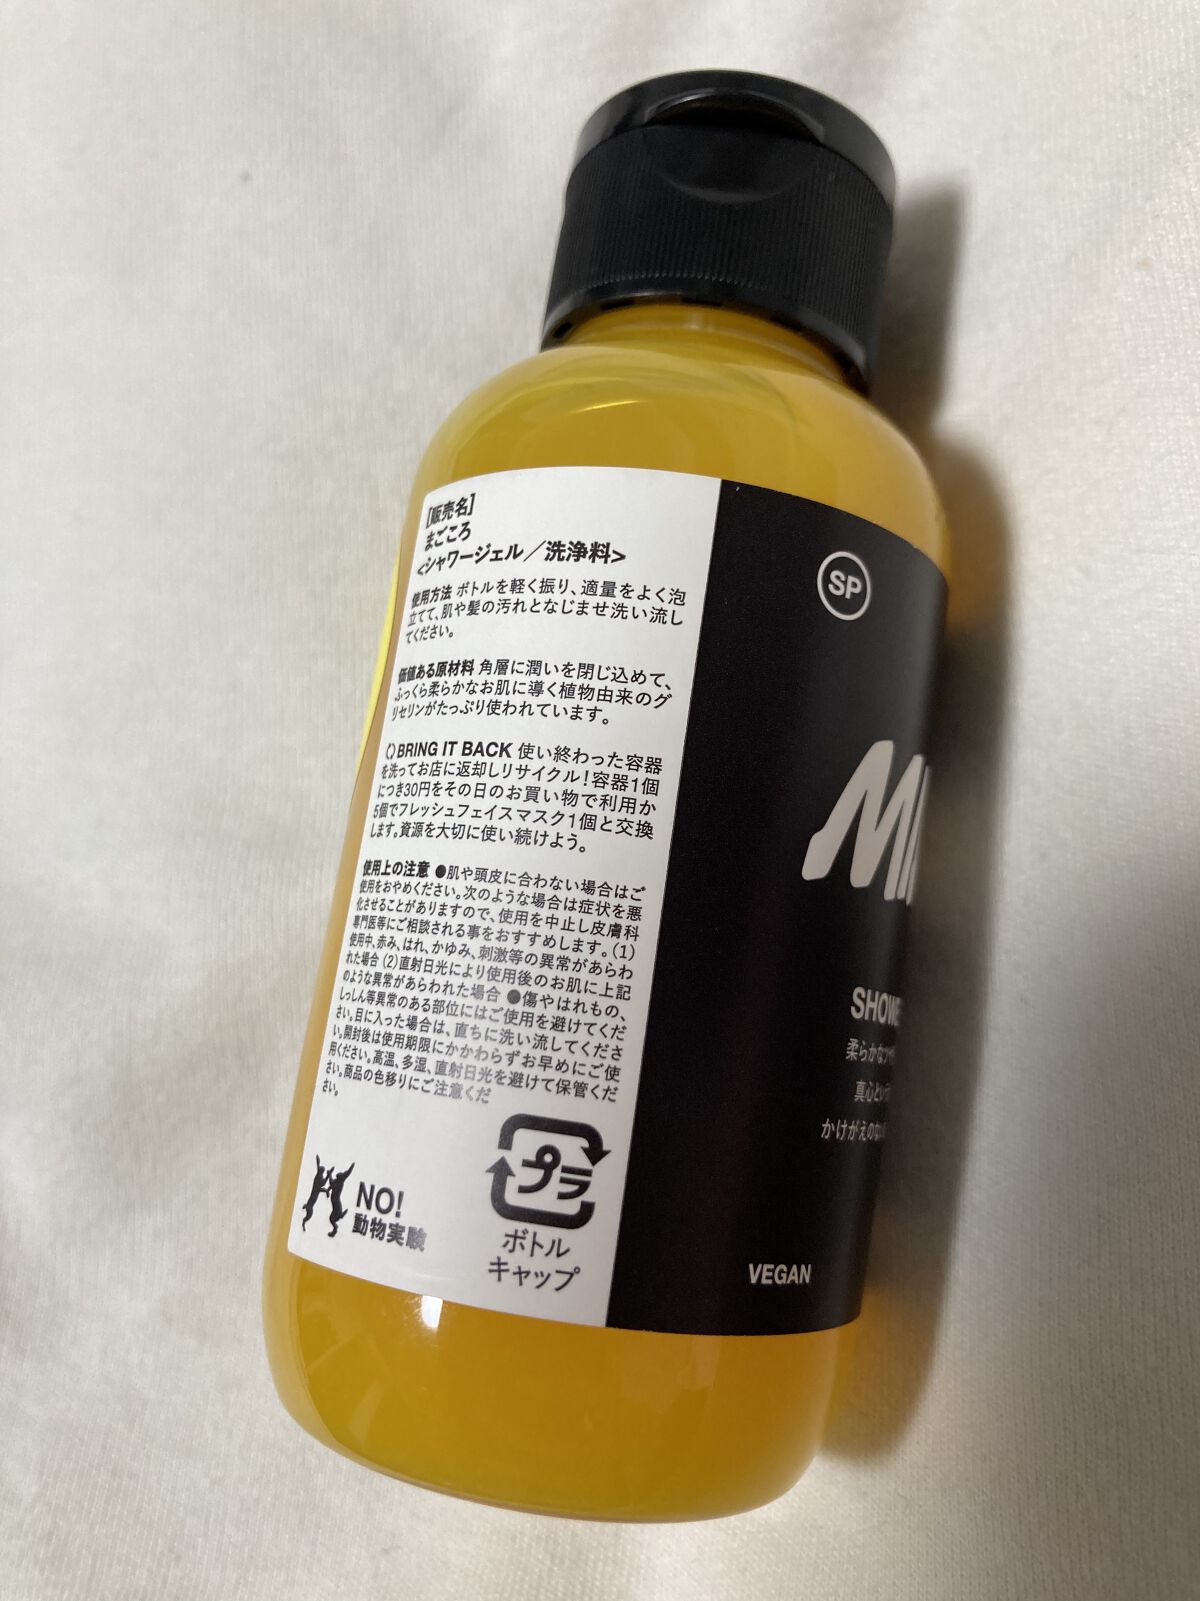 [販売名]
まごころ
<シャワージェル／洗浄料>
使用方法 ボトルを軽く振り、適量をよく泡
立てて、肌や髪の汚れとなじませ洗い流し
てください。
価値ある原材料 角層に潤いを閉じ込めて、
ふっくら柔らかなお肌に導く植物由来のグ
リセリンがたっぷり使われています。
BRING IT BACK 使い終わった容器
を洗ってお店に返却しリサイクル！容器1個
につき30円をその日のお買い物で利用か
5個でフレッシュフェイスマスク1個と交換
します。資源を大切に使い続けよう。
使用上の注意 ●肌や頭皮に合わない場合はご
使用をおやめください。次のような場合は症状を悪
化させることがありますので、使用を中止し皮膚科
専門医等にご相談される事をおすすめします。(1)
使用中、赤み、はれ、かゆみ、刺激等の異常があらわ
れた場合 (2)直射日光により使用後のお肌に上記
のような異常があらわれた場合 ●傷やはれもの、
しっしん等異常のある部位にはご使用を避けてくだ
さい。目に入った場合は、直ちに洗い流してくださ
い。開封後は使用期限にかかわらずお早めにご使
用ください。高温、多湿、直射日光を避けて保管くだ
さい。商品の色移りにご注意くだ
さい。
NO!
動物実験
プラ
ボトル
キャップ
SP
SHOWE
柔らかな
真心とい
かけがえのない
VEGAN